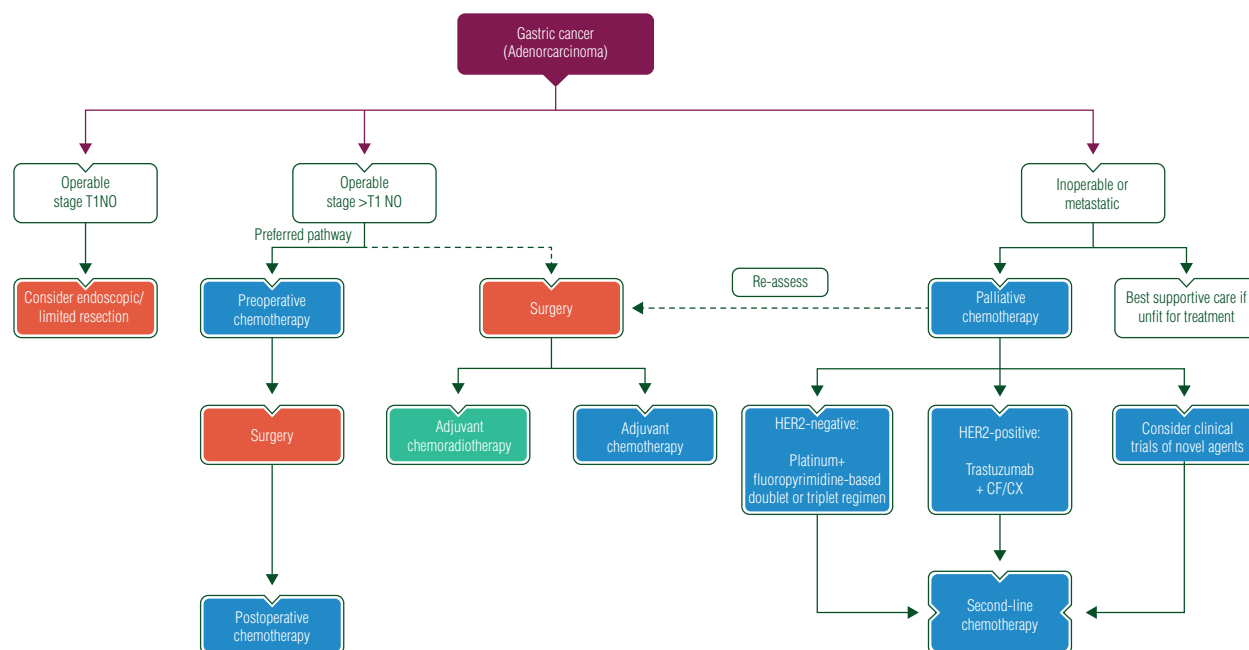 Gastric cancer
(Adenorcarcinoma)
Operable
stage T1NO
Operable
stage >T1 NO
Inoperable or
metastatic
Preferred pathway
Consider endoscopic/
limited resection
Preoperative
chemotherapy
Surgery
Re-assess
Palliative
chemotherapy
Best supportive care if
unfit for treatment
Surgery
Adjuvant
chemoradiotherapy
Adjuvant
chemotherapy
HER2-negative:
Platinum+
fluoropyrimidine-based
doublet or triplet regimen
HER2-positive:
Trastuzumab
+ CF/CX
Consider clinical
trials of novel agents
Postoperative
chemotherapy
Second-line
chemotherapy